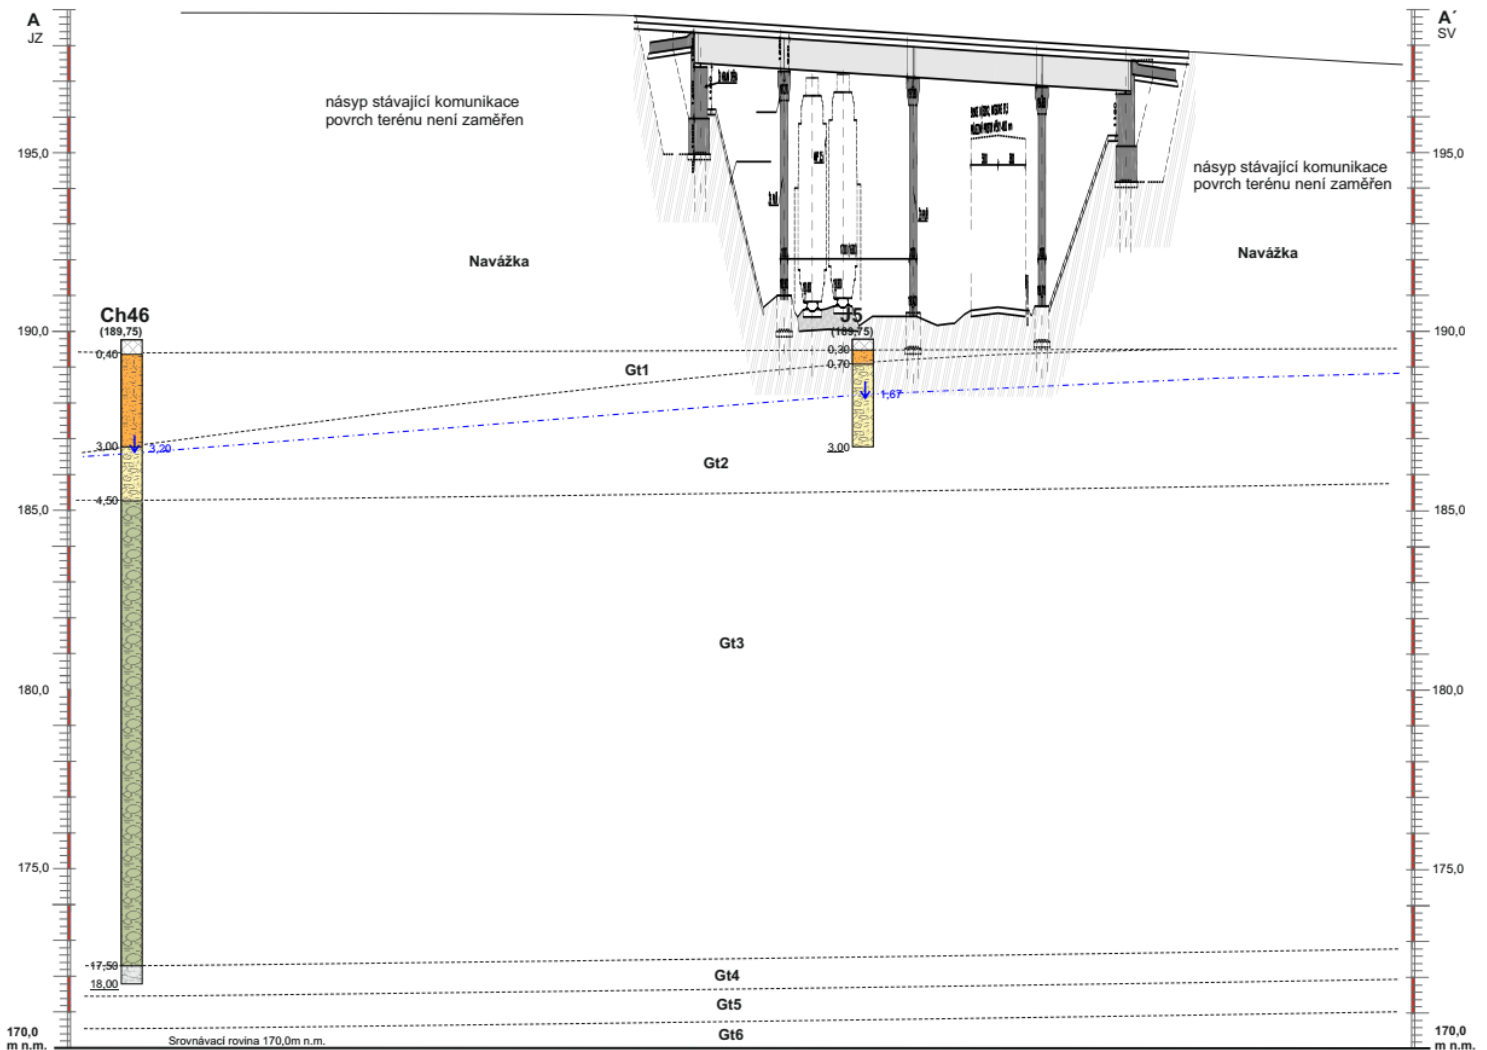 A
JZ
A´
SV
násyp stávající komunikace
povrch terénu není zaměřen
195,0
195,0
násyp stávající komunikace
povrch terénu není zaměřen
Navážka
Navážka
Ch46
(189,75)
J5
(189,75)
190,0
190,0
0,40
0,30
0,70
Gt1
1,67
3,00
3,20
3,00
Gt2
4,50
185,0
185,0
Gt3
180,0
180,0
175,0
175,0
17,50
18,00
Gt4
Gt5
Gt6
170,0
m n.m.
Srovnávací rovina 170,0m n.m.
170,0
m n.m.